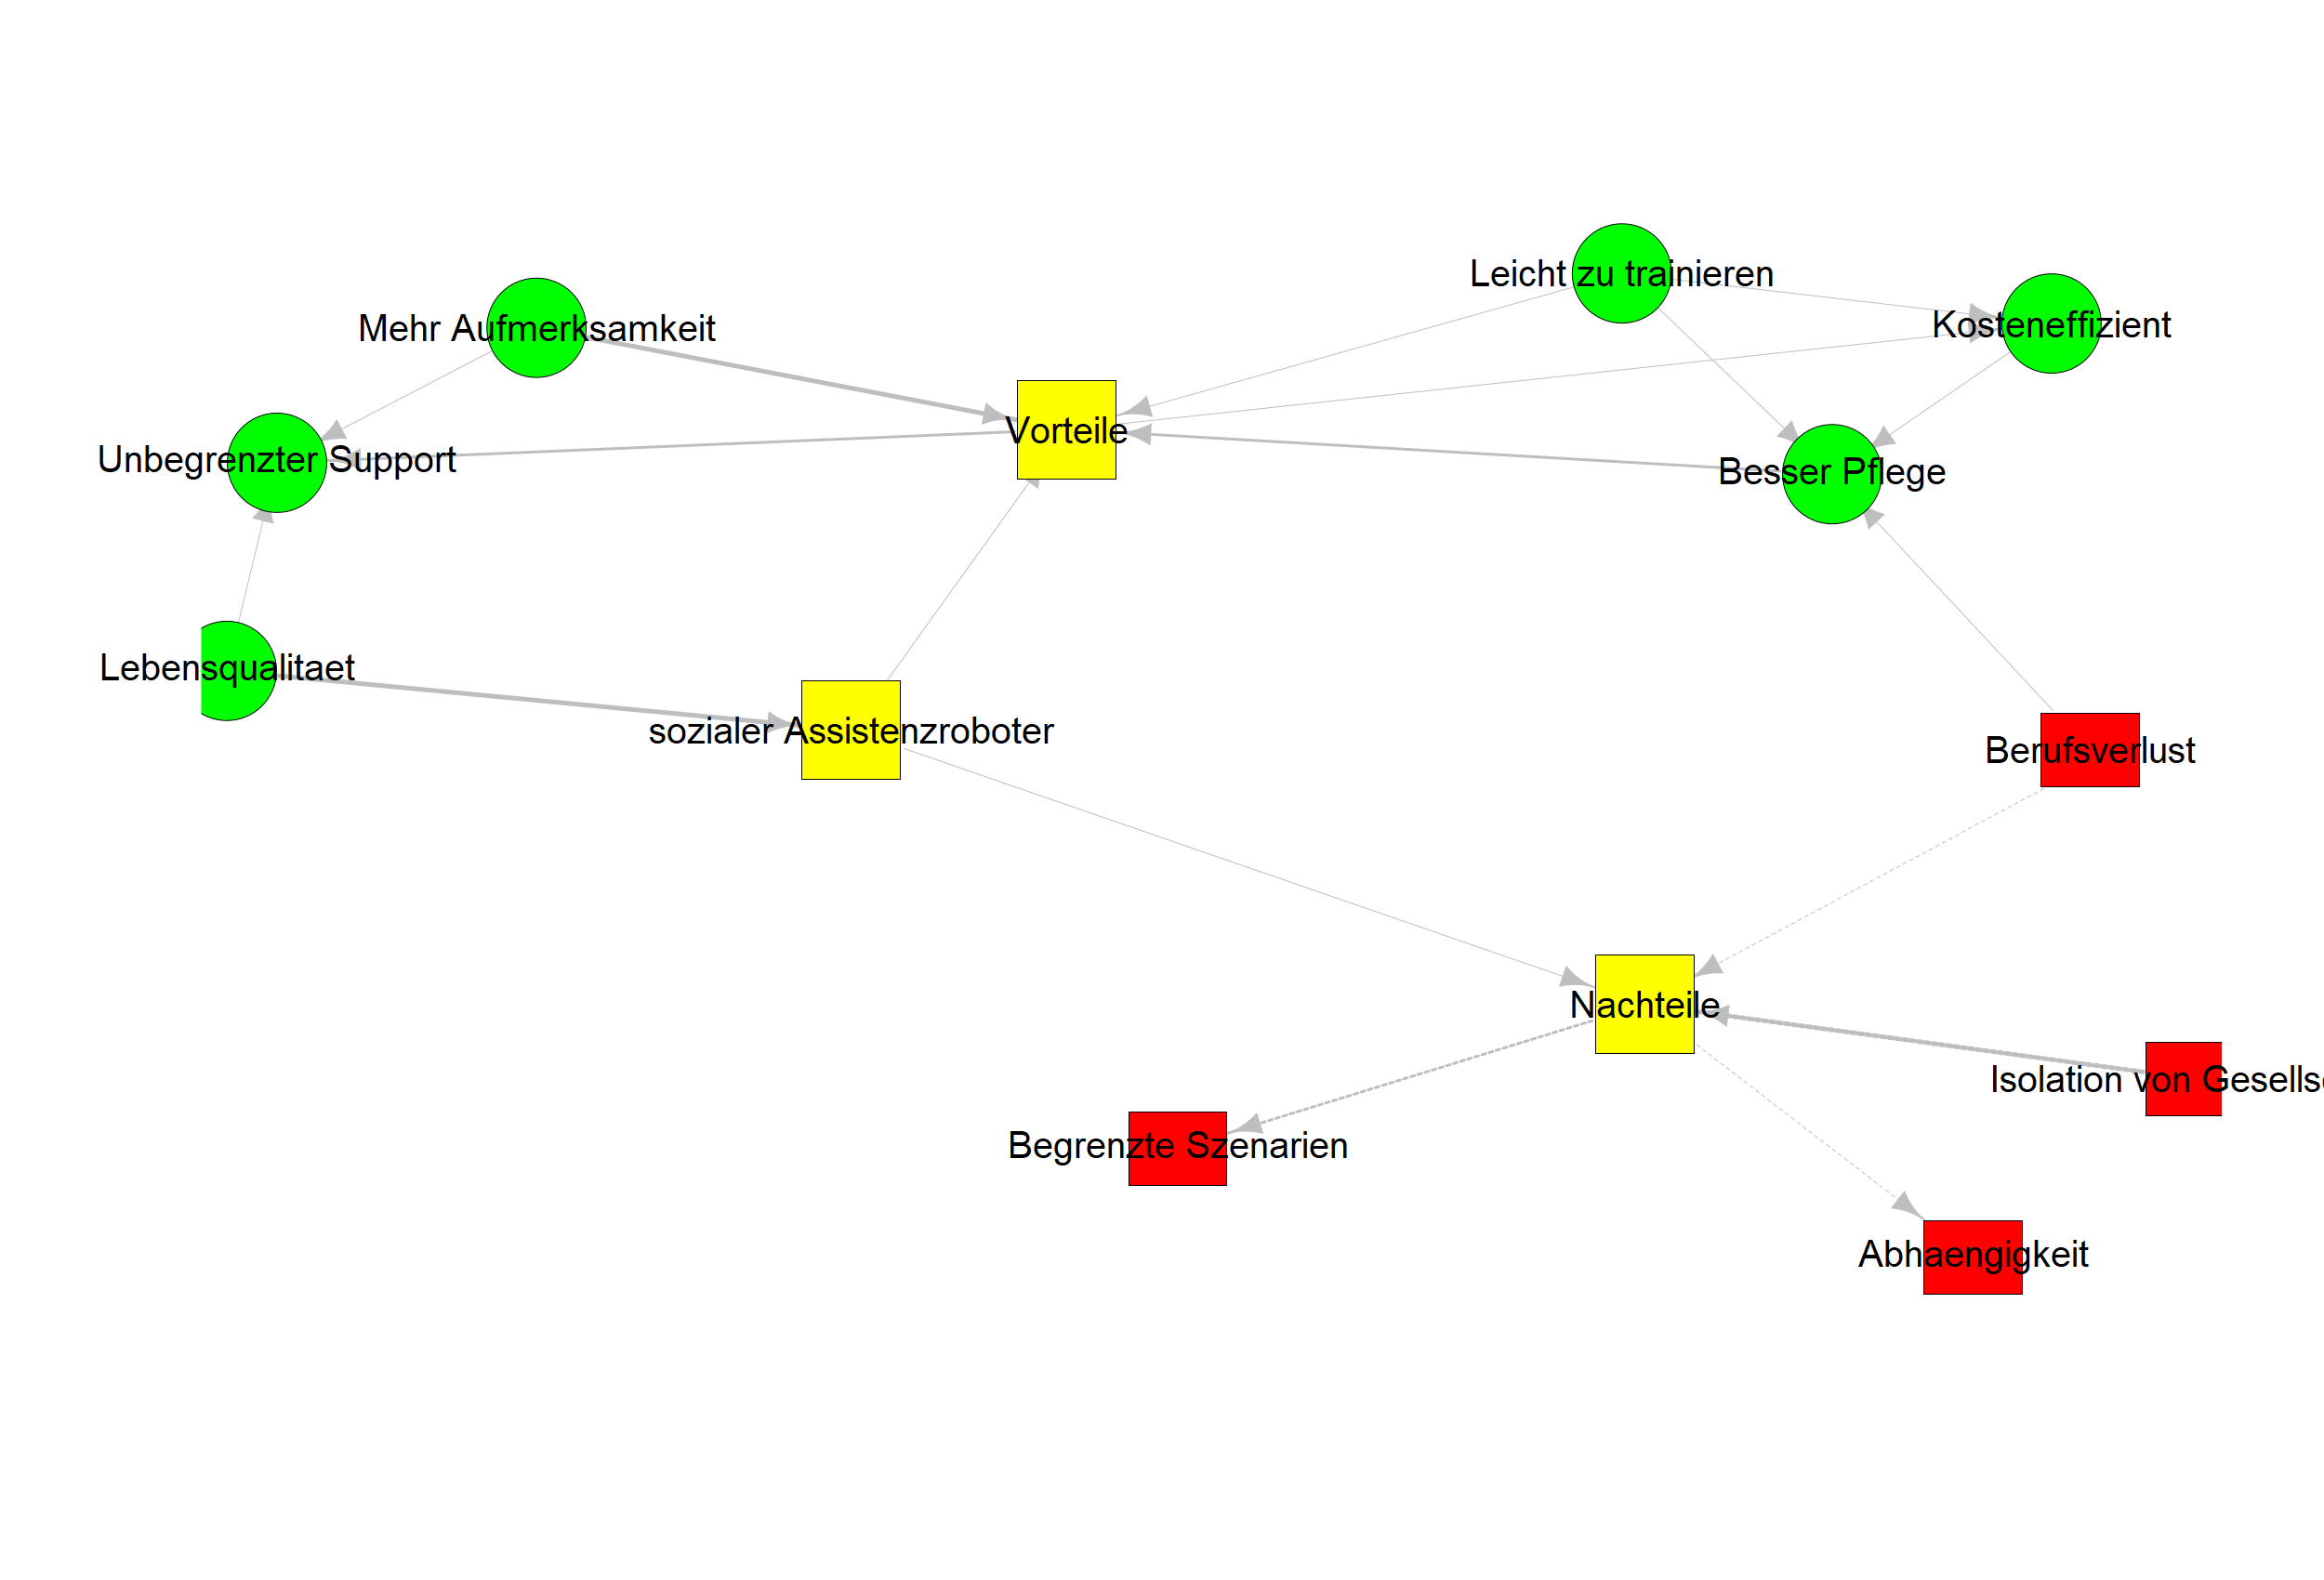 Leicht zu trainieren
Mehr Aufmerksamkeit
Kosteneffizient
Vorteile
Unbegrenzter Support
Besser Pflege
Lebensqualitaet
sozialer Assistenzroboter
Berufsverlust
Nachteile
Isolation von Gesells
Begrenzte Szenarien
Abhaengigkeit